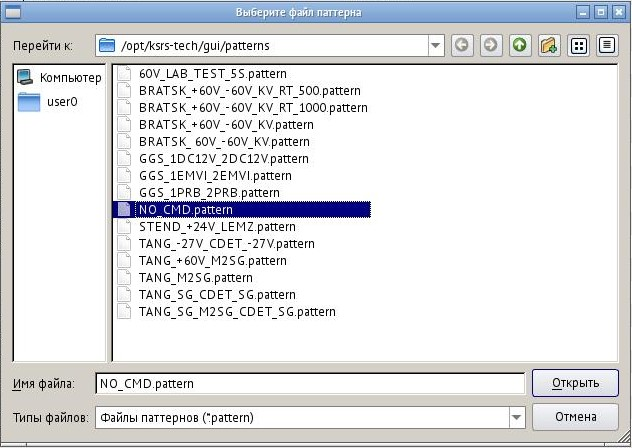 Выберите файл паттерна
Перейти к: /opt/ksrs-tech/gui/patterns
Компьютер
user0
60V_LAB_TEST_5S.pattern
BRATSK_+60V_-60V_KV_RT_500.pattern
BRATSK_+60V_-60V_KV_RT_1000.pattern
BRATSK_+60V_-60V_KV.pattern
BRATSK_ 60V_-60V_KV.pattern
GGS_1DC12V_2DC12V.pattern
GGS_1EMVI_2EMVI.pattern
GGS_1PRB_2PRB.pattern
NO_CMD.pattern
STEND_+24V_LEMZ.pattern
TANG_-27V_CDET_-27V.pattern
TANG_+60V_M2SG.pattern
TANG_M2SG.pattern
TANG_SG_CDET_SG.pattern
TANG_SG_M2SG_CDET_SG.pattern
Имя файла: NO_CMD.pattern Открыть
Типы файлов: Файлы паттернов (*.pattern) Отмена